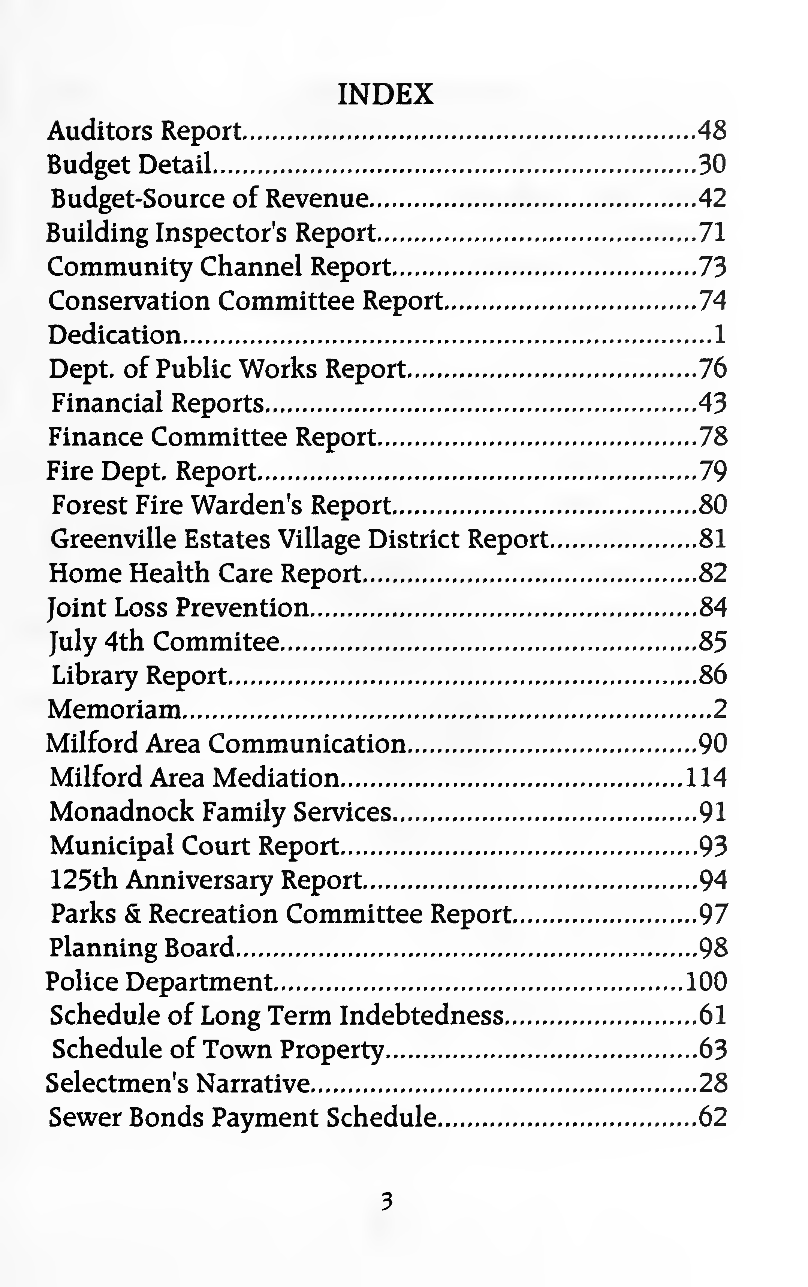 INDEX
Auditors Report..........48
Budget Detail..........30
Budget-Source of Revenue..........42
Building Inspector's Report..........71
Community Channel Report..........73
Conservation Committee Report..........74
Dedication..........1
Dept. of Public Works Report..........76
Financial Reports..........43
Finance Committee Report..........78
Fire Dept. Report..........79
Forest Fire Warden's Report..........80
Greenville Estates Village District Report..........81
Home Health Care Report..........82
Joint Loss Prevention..........84
July 4th Commitee..........85
Library Report..........86
Memoriam..........2
Milford Area Communication..........90
Milford Area Mediation..........114
Monadnock Family Services..........91
Municipal Court Report..........93
125th Anniversary Report..........94
Parks & Recreation Committee Report..........97
Planning Board..........98
Police Department..........100
Schedule of Long Term Indebtedness..........61
Schedule of Town Property..........63
Selectmen's Narrative..........28
Sewer Bonds Payment Schedule..........62
3